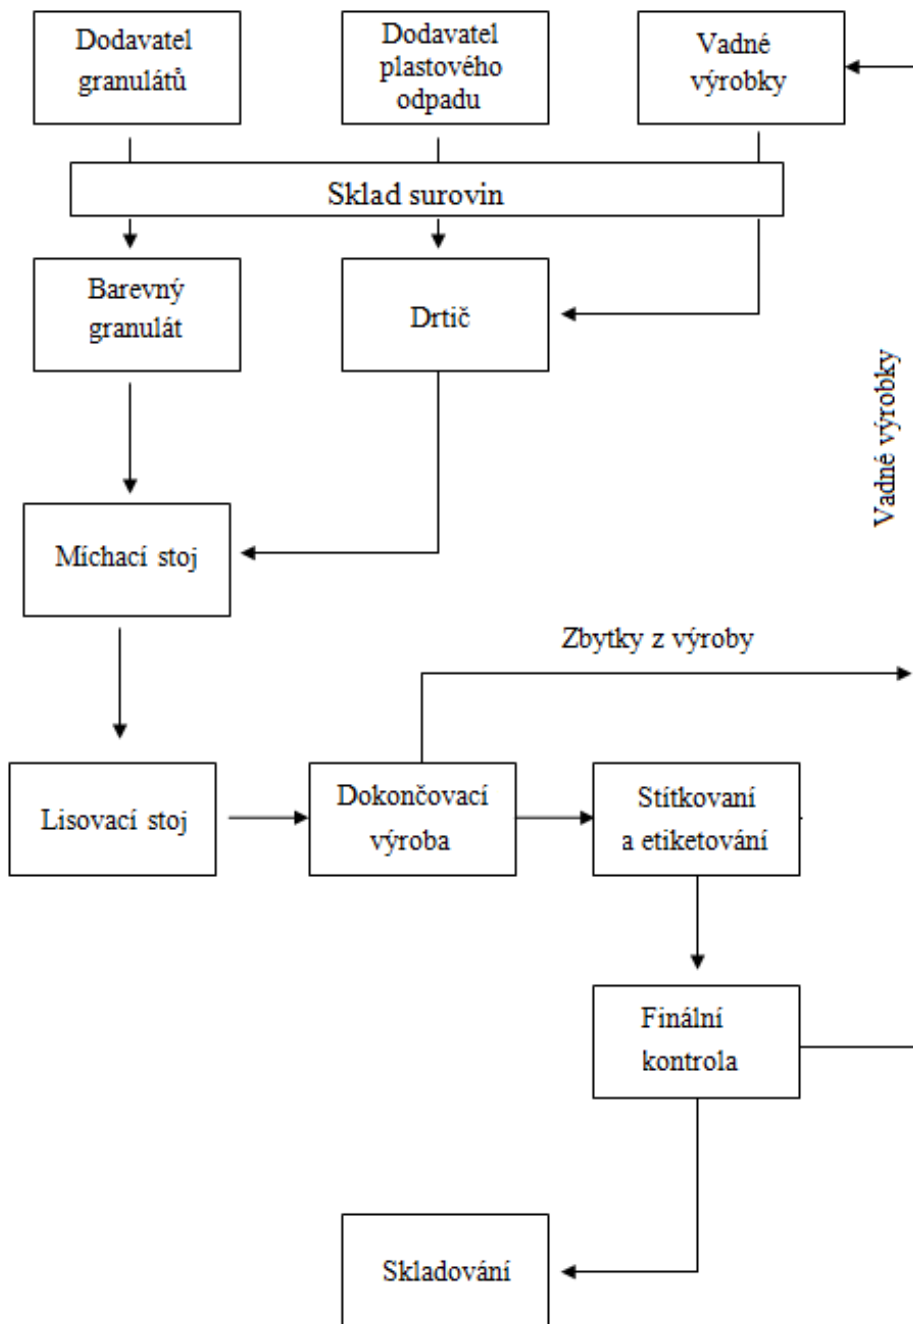 Dodavatel
granulátů
Dodavatel
plastového
odpadu
Vadné
výrobky
Sklad surovin
Barevný
granulát
Drtič
Vadné výrobky
Míchací stoj
Zbytky z výroby
Lisovací stoj
Dokončovací
výroba
Stítkovaní
a etiketování
Finální
kontrola
Skladování